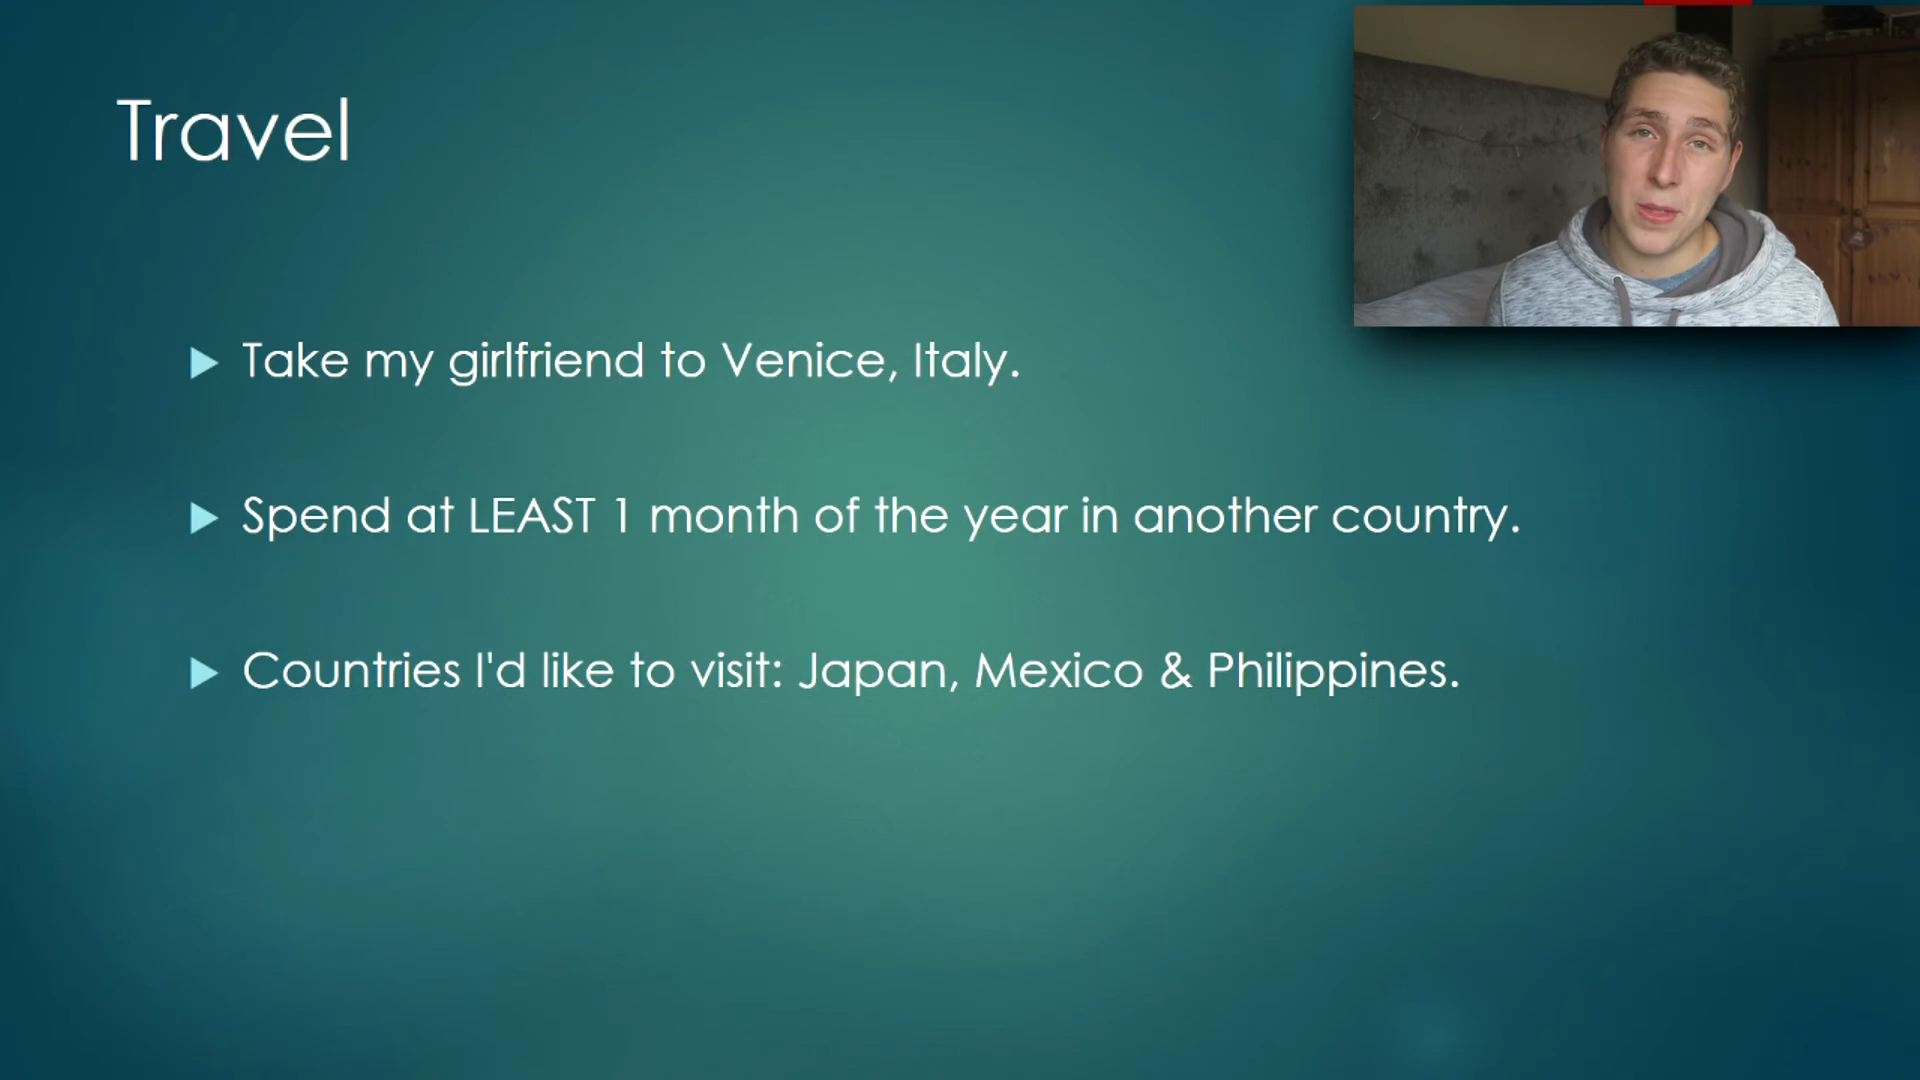 Travel
Take my girlfriend to Venice, Italy.
Spend at LEAST 1 month of the year in another country.
Countries I'd like to visit: Japan, Mexico & Philippines.